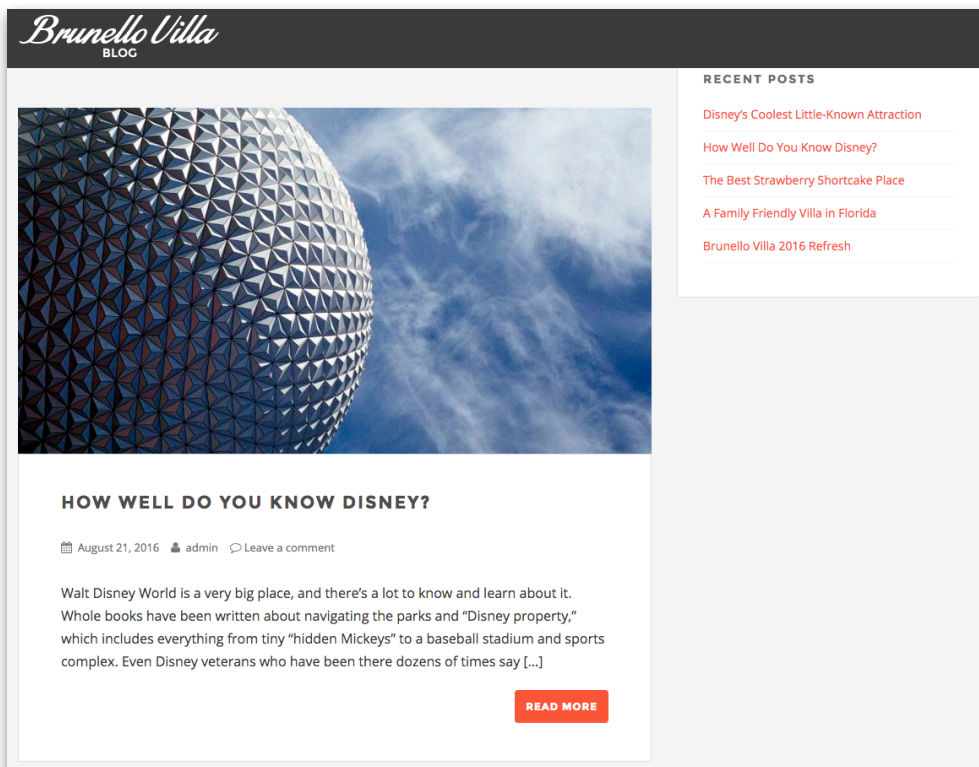 Brunello Villa
BLOG
HOW WELL DO YOU KNOW DISNEY?
August 21, 2016 admin Leave a comment
Walt Disney World is a very big place, and there’s a lot to know and learn about it.
Whole books have been written about navigating the parks and “Disney property,”
which includes everything from tiny “hidden Mickeys” to a baseball stadium and sports
complex. Even Disney veterans who have been there dozens of times say [...]
READ MORE
RECENT POSTS
Disney’s Coolest Little-Known Attraction
How Well Do You Know Disney?
The Best Strawberry Shortcake Place
A Family Friendly Villa in Florida
Brunello Villa 2016 Refresh